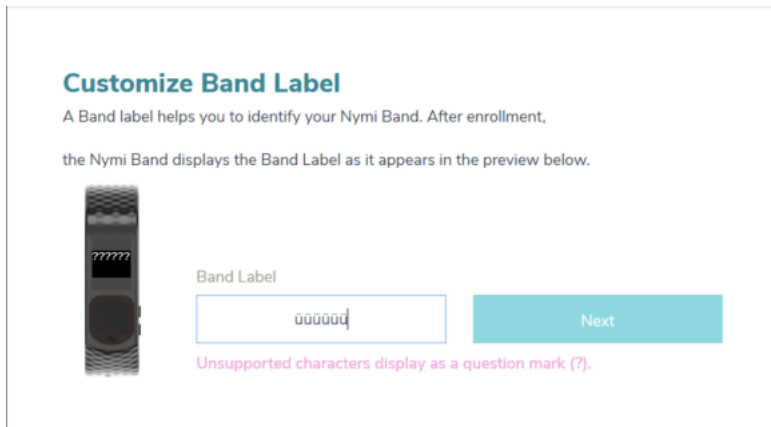 Customize Band Label
A Band label helps you to identify your Nymi Band. After enrollment,
the Nymi Band displays the Band Label as it appears in the preview below.
??????
Band Label
üüüüüü
Next
Unsupported characters display as a question mark (?).